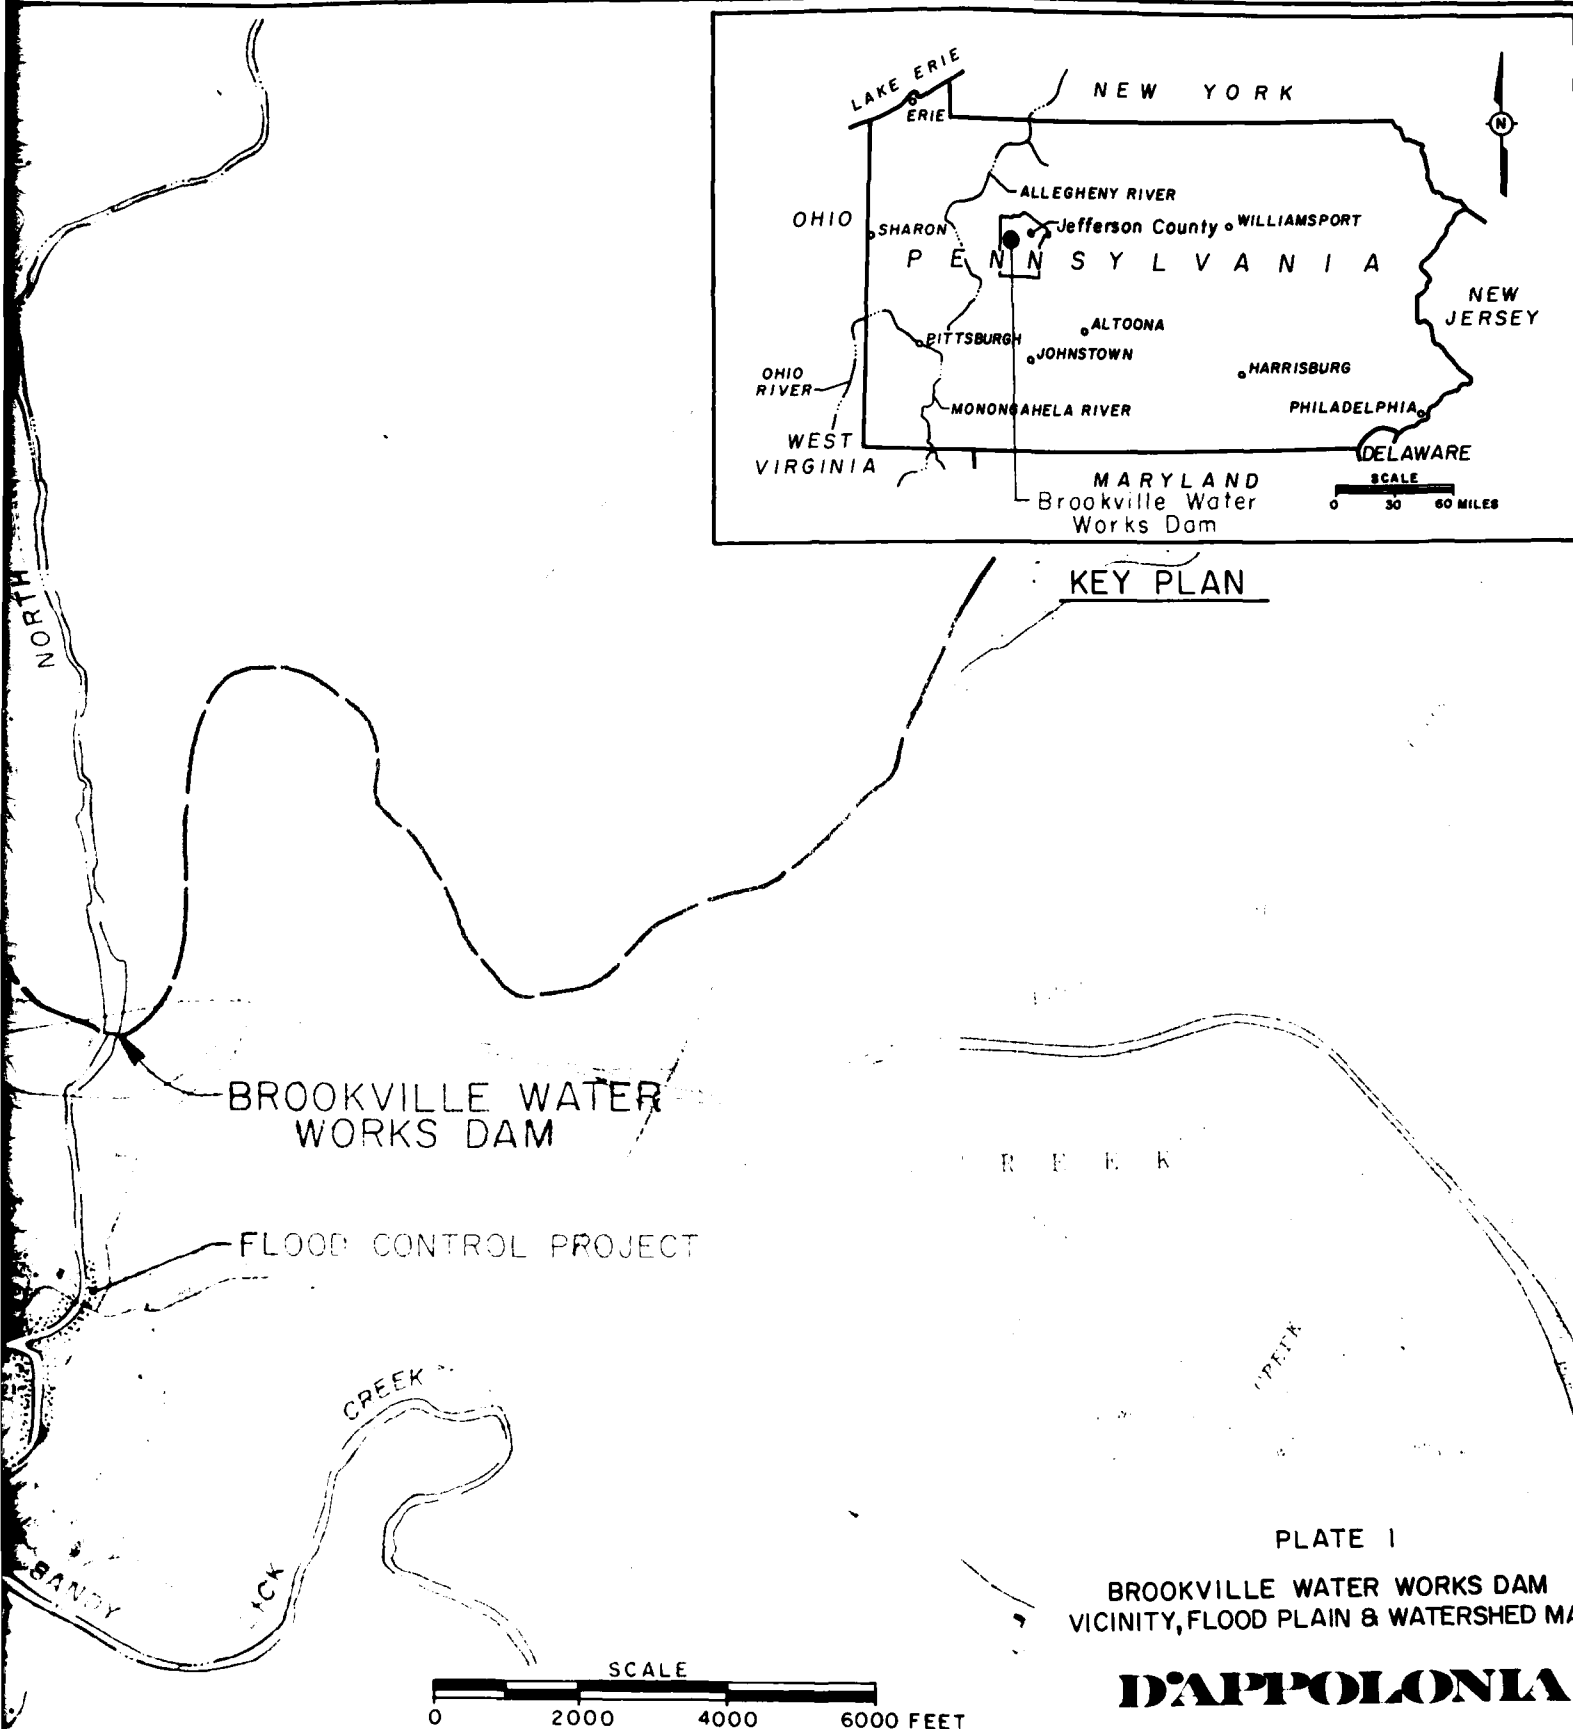 LAKE ERIE
ERIE
NEW YORK
N
ALLEGHENY RIVER
OHIO
SHARON
Jefferson County
WILLIAMSPORT
PENNSYLVANIA
NEW
JERSEY
ALTOONA
PITTSBURGH
JOHNSTOWN
OHIO
RIVER
HARRISBURG
MONONGAHELA RIVER
PHILADELPHIA
WEST
VIRGINIA
DELAWARE
MARYLAND
SCALE
0 30 60 MILES
Brookville Water
Works Dam
KEY PLAN
NORTH
BROOKVILLE WATER
WORKS DAM
REEK
FLOOD CONTROL PROJECT
CREEK
CREEK
SANDY
ICK
PLATE 1
BROOKVILLE WATER WORKS DAM
VICINITY, FLOOD PLAIN & WATERSHED MA
D'APPOLONIA
SCALE
0 2000 4000 6000 FEET